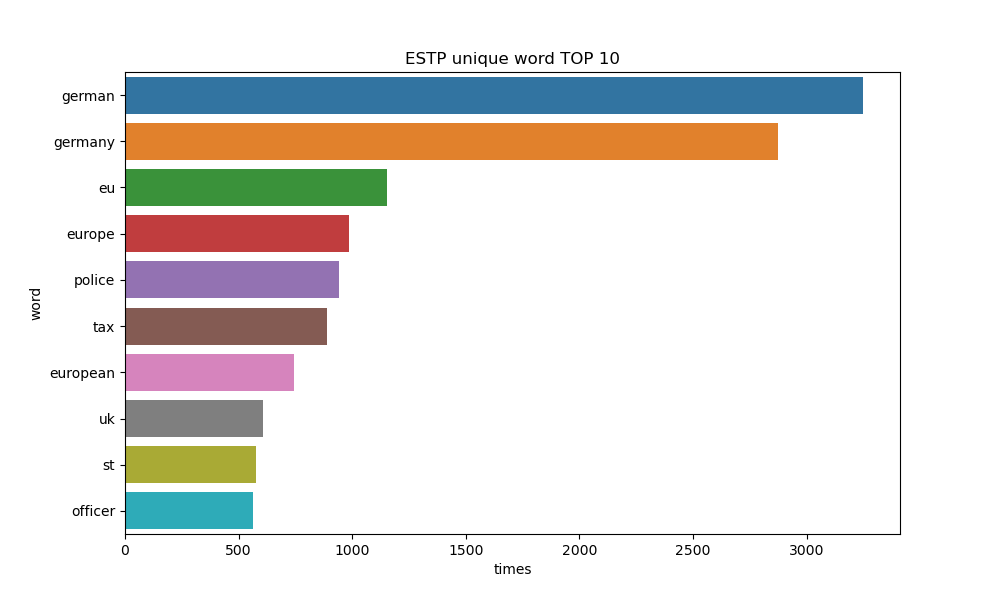 ESTP unique word TOP 10
german
germany
eu
europe
police
tax
european
uk
st
officer
word
0 500 1000 1500 2000 2500 3000
times